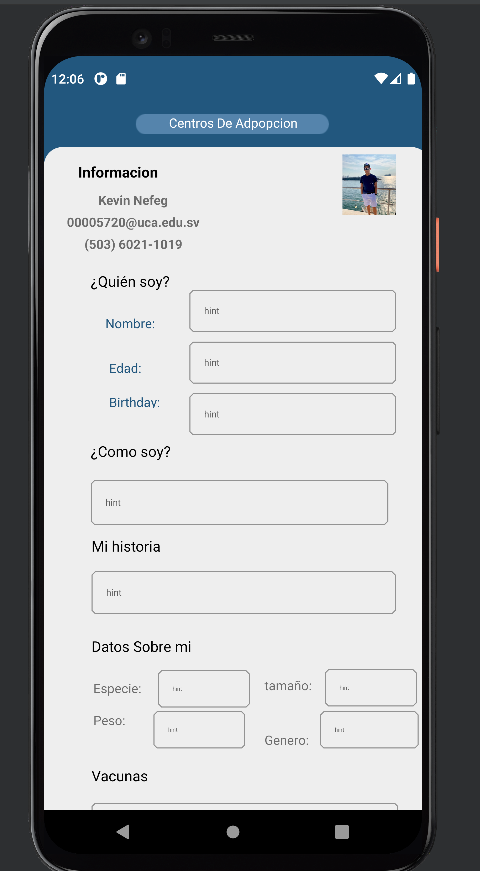 12:06
Centros De Adpopcion
Informacion
Kevin Nefeg
00005720@uca.edu.sv
(503) 6021-1019
¿Quién soy?
Nombre:
hint
Edad:
hint
Birthday:
hint
¿Como soy?
hint
Mi historia
hint
Datos Sobre mi
Especie:
hint
tamaño:
hint
Peso:
hint
Genero:
hint
Vacunas